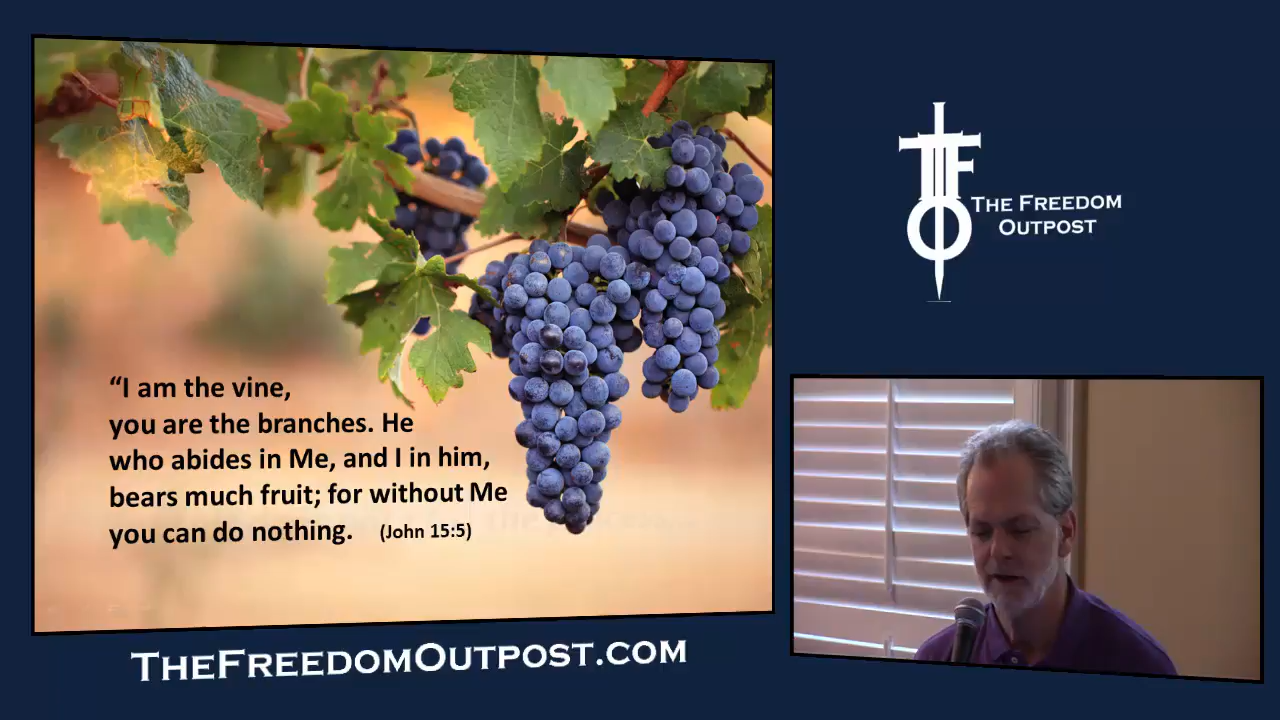 “I am the vine,
you are the branches. He
who abides in Me, and I in him,
bears much fruit; for without Me
you can do nothing. (John 15:5)
TF
O
THE FREEDOM
OUTPOST
THEFREEDOMOUTPOST.COM